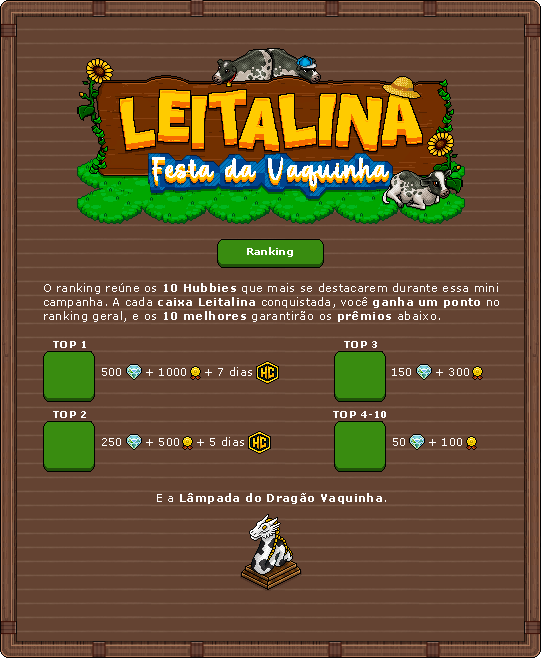 LEITALINA
Festa da Vaquinha
Ranking
O ranking reúne os 10 Hubbies que mais se destacarem durante essa mini
campanha. A cada caixa Leitalina conquistada, você ganha um ponto no
ranking geral, e os 10 melhores garantirão os prêmios abaixo.
TOP 1
500 + 1000 + 7 dias HC
TOP 3
150 + 300
TOP 2
250 + 500 + 5 dias HC
TOP 4-10
50 + 100
E a Lâmpada do Dragão Vaquinha.